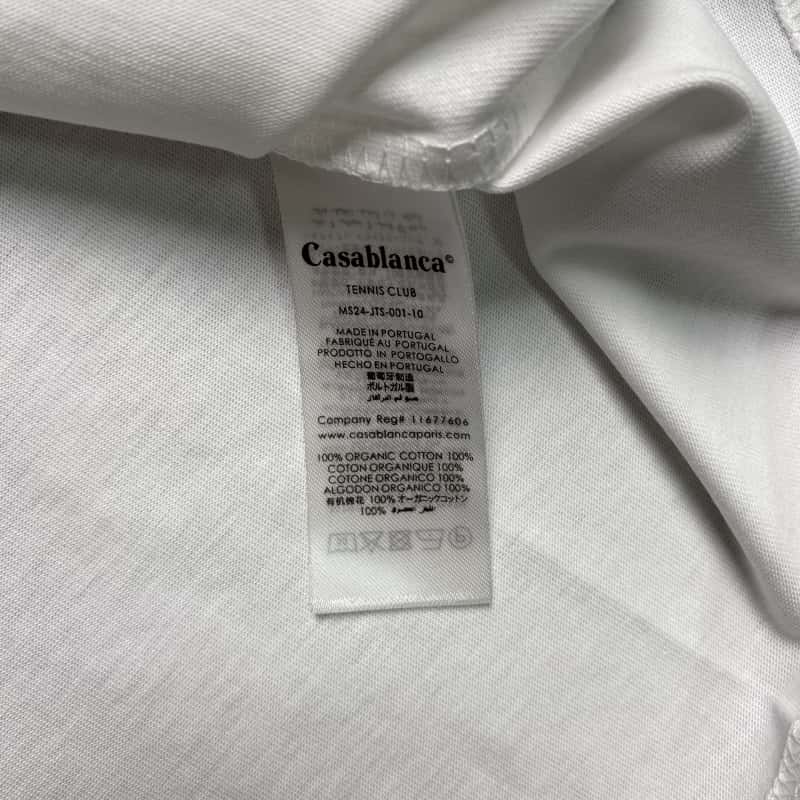 Casablanca©
TENNIS CLUB
MS24-JTS-001-10
MADE IN PORTUGAL
FABRIQUÉ AU PORTUGAL
PRODOTTO IN PORTOGALLO
HECHO EN PORTUGAL
葡萄牙制造
ポルトガル製
Company Reg# 11677606
www.casablancaparis.com
100% ORGANIC COTTON 100%
COTON ORGANIQUE 100%
COTONE ORGANICO 100%
ALGODON ORGANICO 100%
有机棉花 100% オーガニックコットン
100%